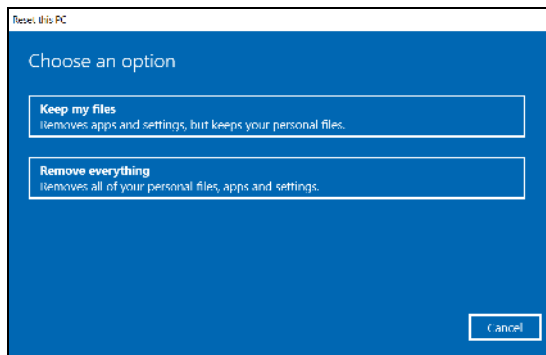 Reset this PC
Choose an option
Keep my files
Removes apps and settings, but keeps your personal files.
Remove everything
Removes all of your personal files, apps and settings.
Cancel